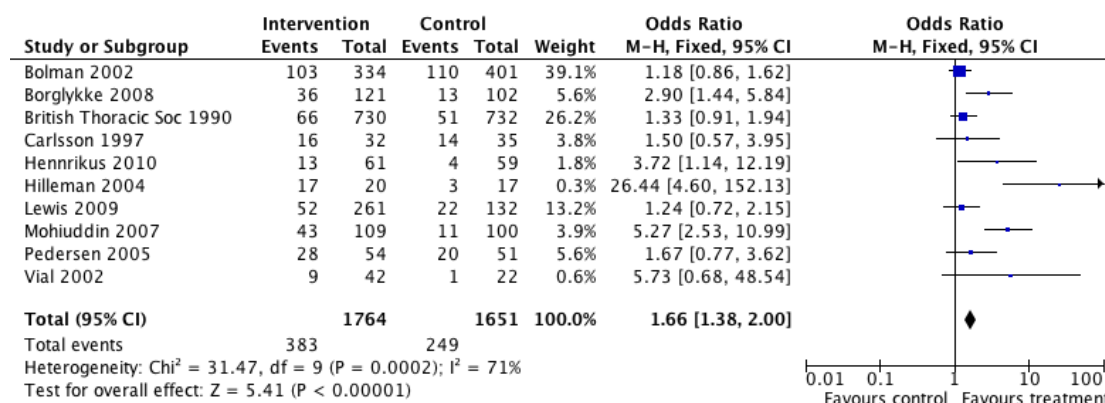 Intervention Control Odds Ratio Odds Ratio
Study or Subgroup Events Total Events Total Weight M-H, Fixed, 95% CI M-H, Fixed, 95% CI
Bolman 2002 103 334 110 401 39.1% 1.18 [0.86, 1.62]
Borglykke 2008 36 121 13 102 5.6% 2.90 [1.44, 5.84]
British Thoracic Soc 1990 66 730 51 732 26.2% 1.33 [0.91, 1.94]
Carlsson 1997 16 32 14 35 3.8% 1.50 [0.57, 3.95]
Hennrikus 2010 13 61 4 59 1.8% 3.72 [1.14, 12.19]
Hilleman 2004 17 20 3 17 0.3% 26.44 [4.60, 152.13]
Lewis 2009 52 261 22 132 13.2% 1.24 [0.72, 2.15]
Mohiuddin 2007 43 109 11 100 3.9% 5.27 [2.53, 10.99]
Pedersen 2005 28 54 20 51 5.6% 1.67 [0.77, 3.62]
Vial 2002 9 42 1 22 0.6% 5.73 [0.68, 48.54]
Total (95% CI) 1764 1651 100.0% 1.66 [1.38, 2.00]
Total events 383 249
Heterogeneity: Chi² = 31.47, df = 9 (P = 0.0002); I² = 71%
Test for overall effect: Z = 5.41 (P < 0.00001)
0.01 0.1 1 10 100
Favours control Favours treatment